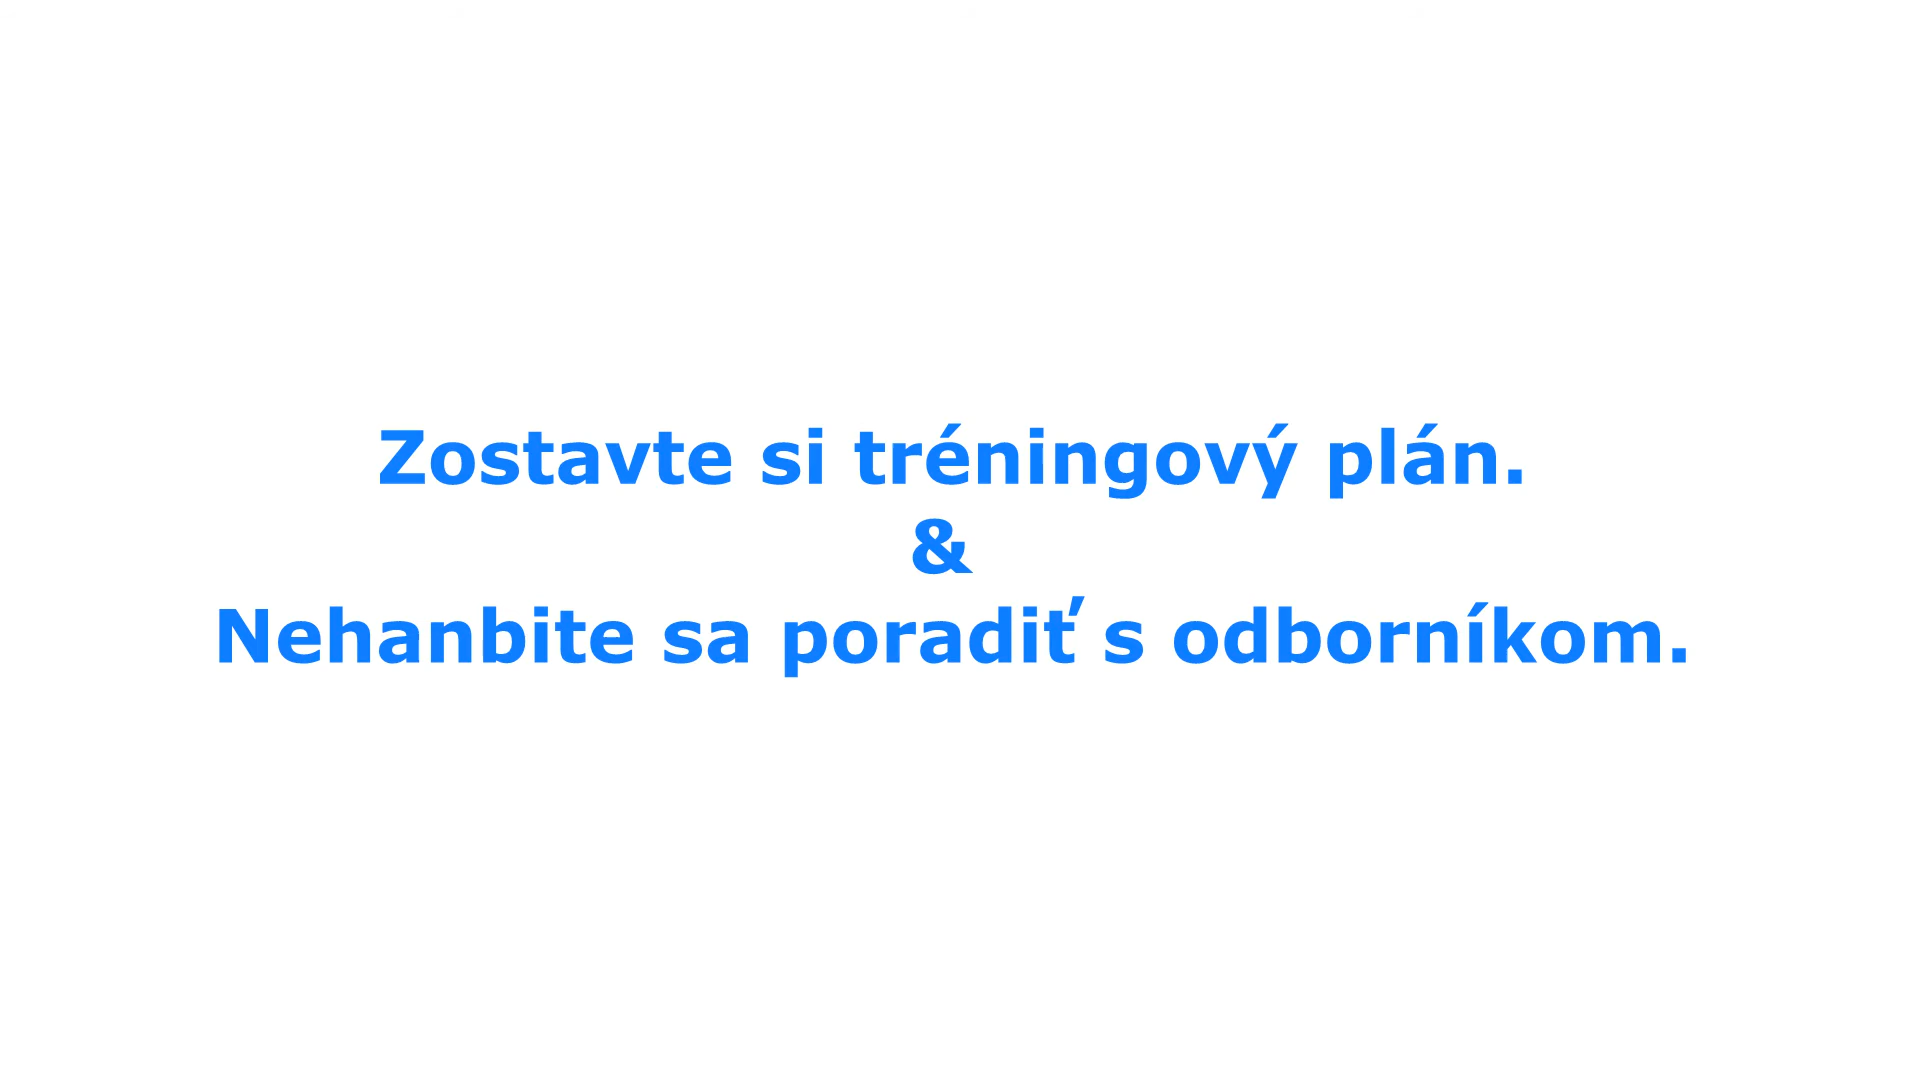 Zostavte si tréningový plán.
&
Nehanbite sa poradiť s odborníkom.